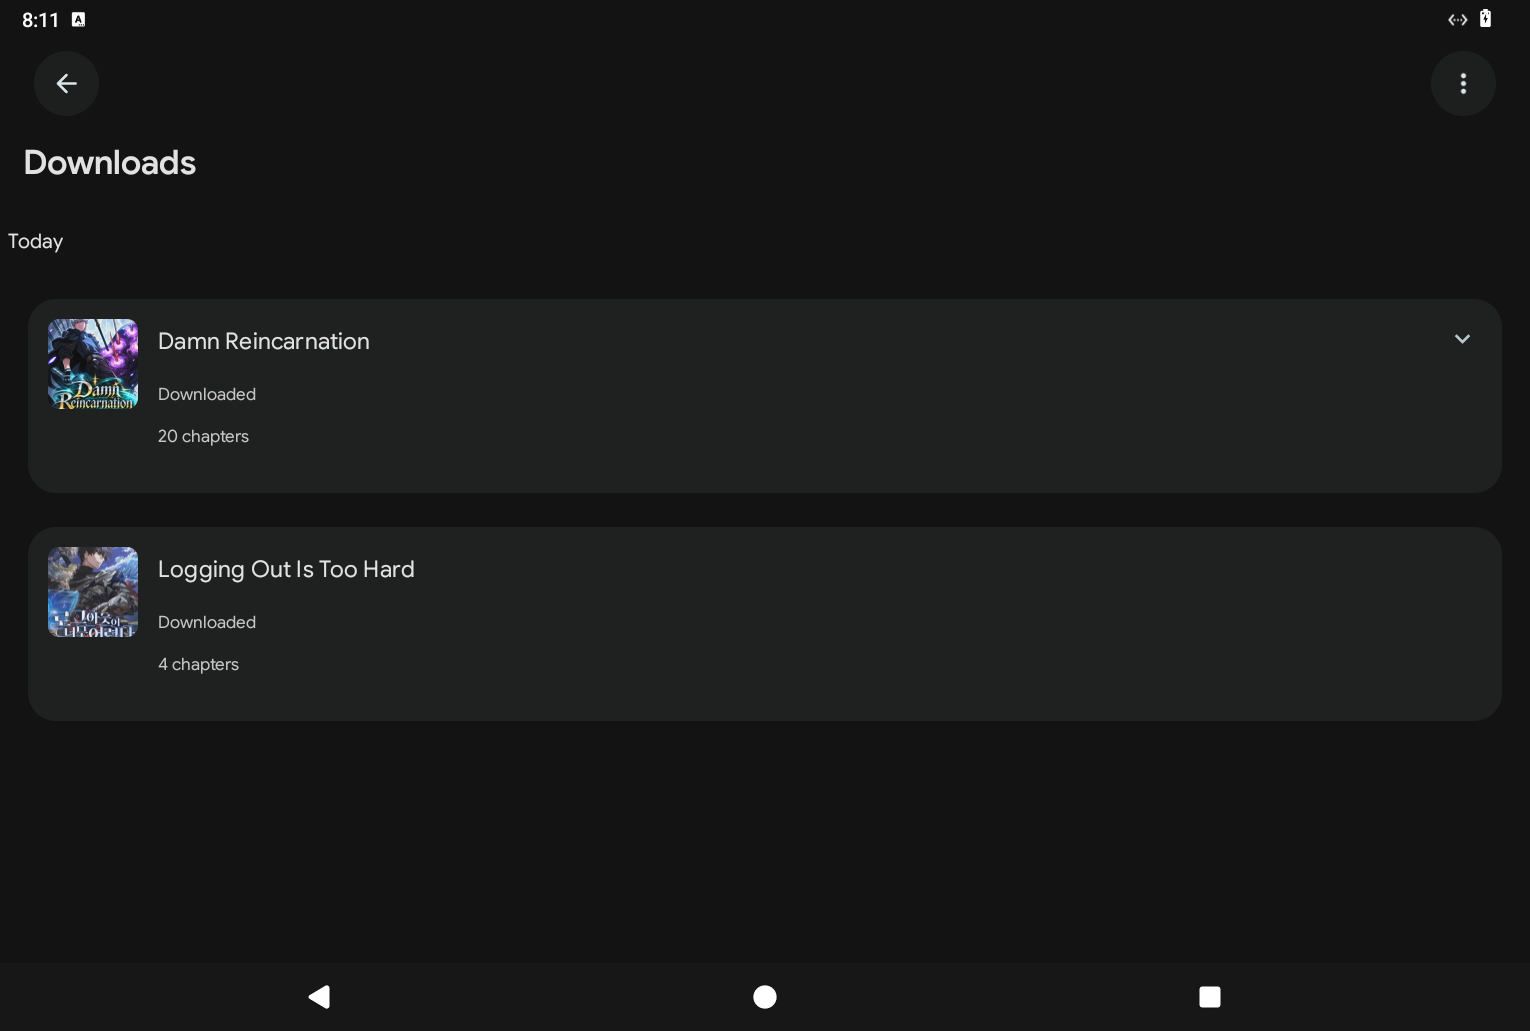 8:11
Downloads
Today
Damn Reincarnation
Downloaded
20 chapters
Damn
Reincarnation
Logging Out Is Too Hard
Downloaded
4 chapters